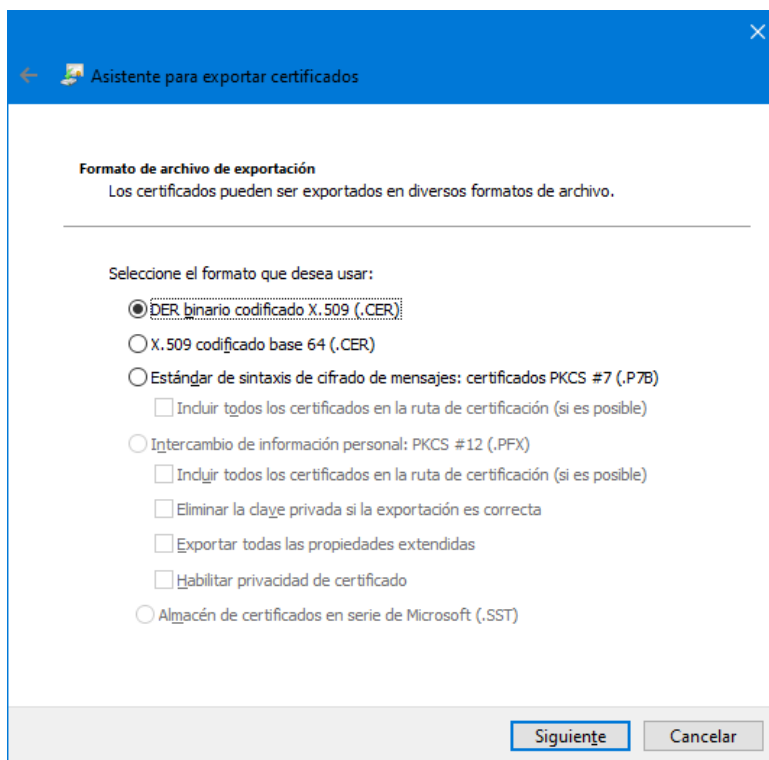 Asistente para exportar certificados
Formato de archivo de exportación
Los certificados pueden ser exportados en diversos formatos de archivo.
Seleccione el formato que desea usar:
DER binario codificado X.509 (.CER)
X.509 codificado base 64 (.CER)
Estándar de sintaxis de cifrado de mensajes: certificados PKCS #7 (.P7B)
Incluir todos los certificados en la ruta de certificación (si es posible)
Intercambio de información personal: PKCS #12 (.PFX)
Incluir todos los certificados en la ruta de certificación (si es posible)
Eliminar la clave privada si la exportación es correcta
Exportar todas las propiedades extendidas
Habilitar privacidad de certificado
Almacén de certificados en serie de Microsoft (.SST)
Siguiente Cancelar